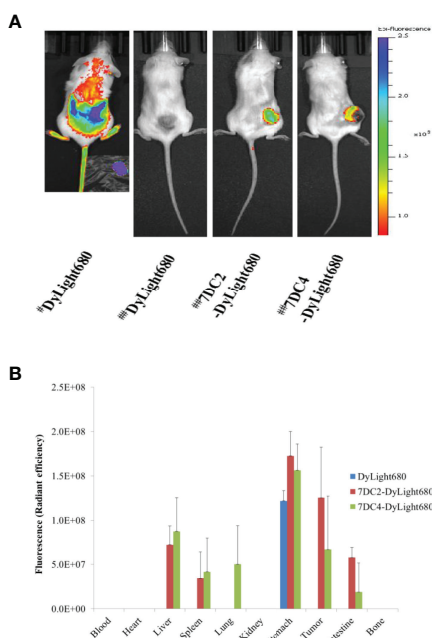 A
Epi-fluorescence
2.5
2.0
×10⁸
1.5
1.0
#DyLight680
##DyLight680
##7DC2
-DyLight680
##7DC4
-DyLight680
B
Fluorescence (Radiant efficiency)
2.5E+08
2.0E+08
1.5E+08
1.0E+08
5.0E+07
0.0E+00
DyLight680
7DC2-DyLight680
7DC4-DyLight680
Blood
Heart
Liver
Spleen
Lung
Kidney
Stomach
Tumor
Intestine
Bone